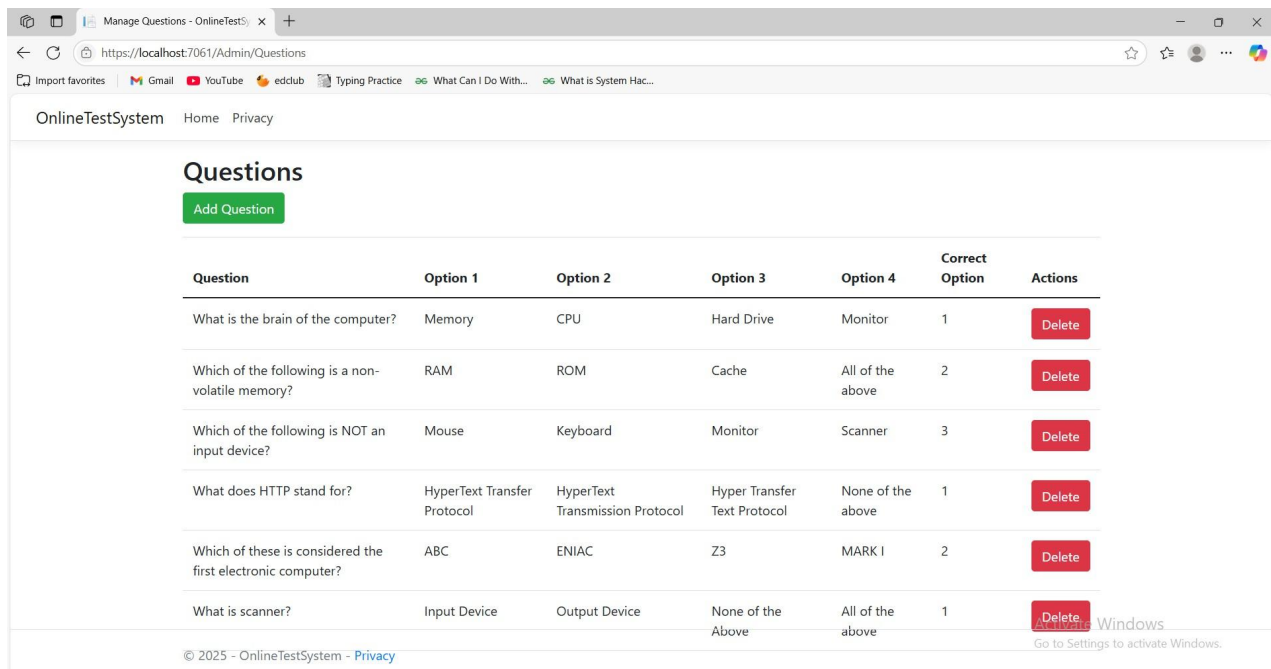 Manage Questions - OnlineTestSy
https://localhost:7061/Admin/Questions
Import favorites Gmail YouTube edclub Typing Practice What Can I Do With... What is System Hac...
OnlineTestSystem Home Privacy
Questions
Add Question
Question Option 1 Option 2 Option 3 Option 4 Correct Option Actions
What is the brain of the computer? Memory CPU Hard Drive Monitor 1 Delete
Which of the following is a non- RAM ROM Cache All of the 2 Delete
volatile memory? above
Which of the following is NOT an Mouse Keyboard Monitor Scanner 3 Delete
input device?
What does HTTP stand for? HyperText Transfer HyperText Hyper Transfer None of the 1 Delete
Protocol Transmission Protocol Text Protocol above
Which of these is considered the ABC ENIAC Z3 MARK I 2 Delete
first electronic computer?
What is scanner? Input Device Output Device None of the All of the 1 Delete
Above above
Activate Windows
Go to Settings to activate Windows.
© 2025 - OnlineTestSystem - Privacy